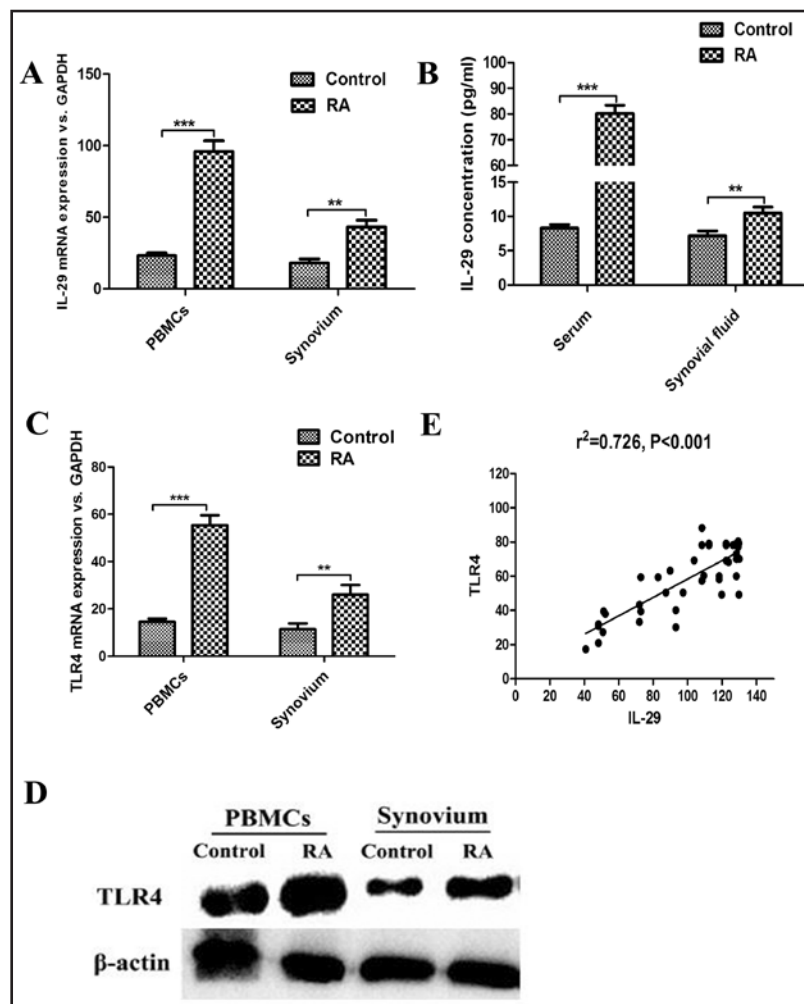 A
Control
RA
IL-29 mRNA expression vs. GAPDH
150
100
50
0
***
**
PBMCs
Synovium
B
Control
RA
IL-29 concentration (pg/ml)
100
90
80
70
60
15
10
5
0
***
**
Serum
Synovial fluid
C
Control
RA
TLR4 mRNA expression vs. GAPDH
80
60
40
20
0
***
**
PBMCs
Synovium
E
r²=0.726, P<0.001
TLR4
120
100
80
60
40
20
0
0 20 40 60 80 100 120 140
IL-29
D
PBMCs Synovium
Control RA Control RA
TLR4
β-actin